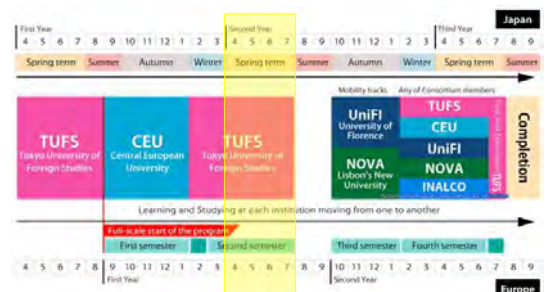 Japan
First Year
Second Year
Third Year
4 5 6 7 8 9 10 11 12 1 2 3 4 5 6 7 8 9 10 11 12 1 2 3 4 5 6 7 8 9
Spring term Summer Autumn Winter Spring term Summer Autumn Winter Spring term Summer
Mobility tracks Any of Consortium members
TUFS
Tokyo University of
Foreign Studies
CEU
Central European
University
TUFS
Tokyo University of
Foreign Studies
UniFI
University of
Florence
NOVA
Lisbon's New
University
TUFS
CEU
UniFI
NOVA
INALCO
TUFS
Completion
Learning and Studying at each institution moving from one to another
Full-scale start of the program
First semester Second semester Third semester Fourth semester
4 5 6 7 8 9 10 11 12 1 2 3 4 5 6 7 8 9 10 11 12 1 2 3 4 5 6 7 8 9
First Year
Second Year
Europe